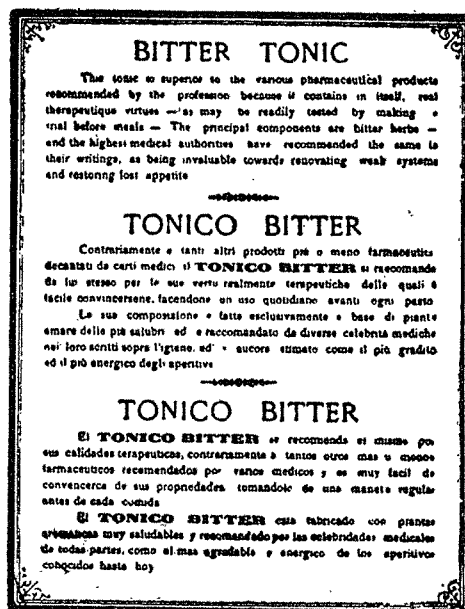 BITTER TONIC
This tonic is superior to the various pharmaceutical products
recommended by the profession because it contains in itself, real
therapeutique virtues — as may be readily tested by making a
trial before meals — The principal components are bitter herbs —
and the highest medical authorities have recommended the same in
their writings, as being invaluable towards renovating weak systems
and restoring lost appetite
TONICO BITTER
Contrariamente a tanti altri prodotti più o meno farmaceutici
decantati da certi medici il TONICO BITTER si raccomanda
da lui stesso per le sue vertù realmente terapeutiche delle quali è
facile convincersene, facendone un uso quotidiano avanti ogni pasto
La sua composizione e fatta esclusivamente a base di piante
amare delle più salubri ed e raccomandato da diverse celebrità mediche
nei loro scritti sopra l'igiene, ed' e aucora stimato come il più gradito
ed il più energico degli aperitivi
TONICO BITTER
El TONICO BITTER se recomenda el mismo por
sus calidades terapeuticas, contrariamente a tantos otros mas u menos
farmaceuticos recomendados por varios medicos y es muy facil de
convencerce de sus propriedades, tomandolo de una manera regular
antes de cada comida
El TONICO BITTER esta fabricado con plantas
aromaticas muy saludables y recomendado por las celebridades medicales
de todas partes, como el mas agradable y energico de los aperitivos
conocidos hasta hoy